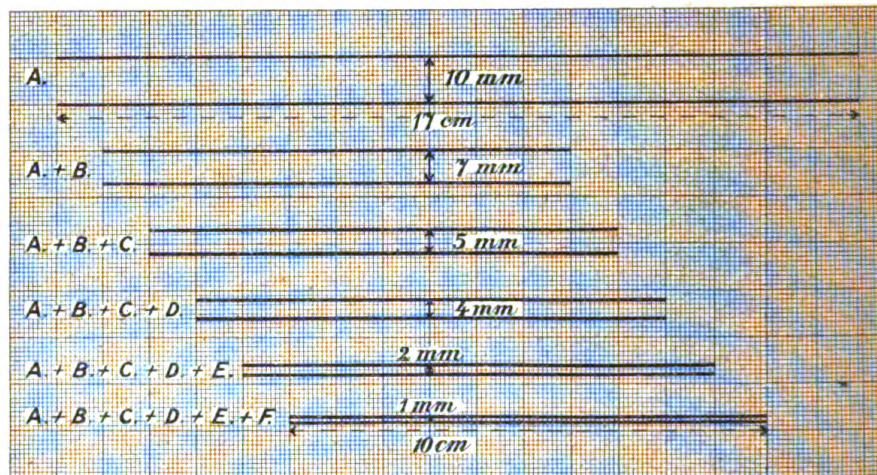 A. 10 mm
17 cm
A. + B. 7 mm
A. + B. + C. 5 mm
A. + B. + C. + D. 4 mm
2 mm
A. + B. + C. + D. + E.
1 mm
A. + B. + C. + D. + E. + F.
10 cm